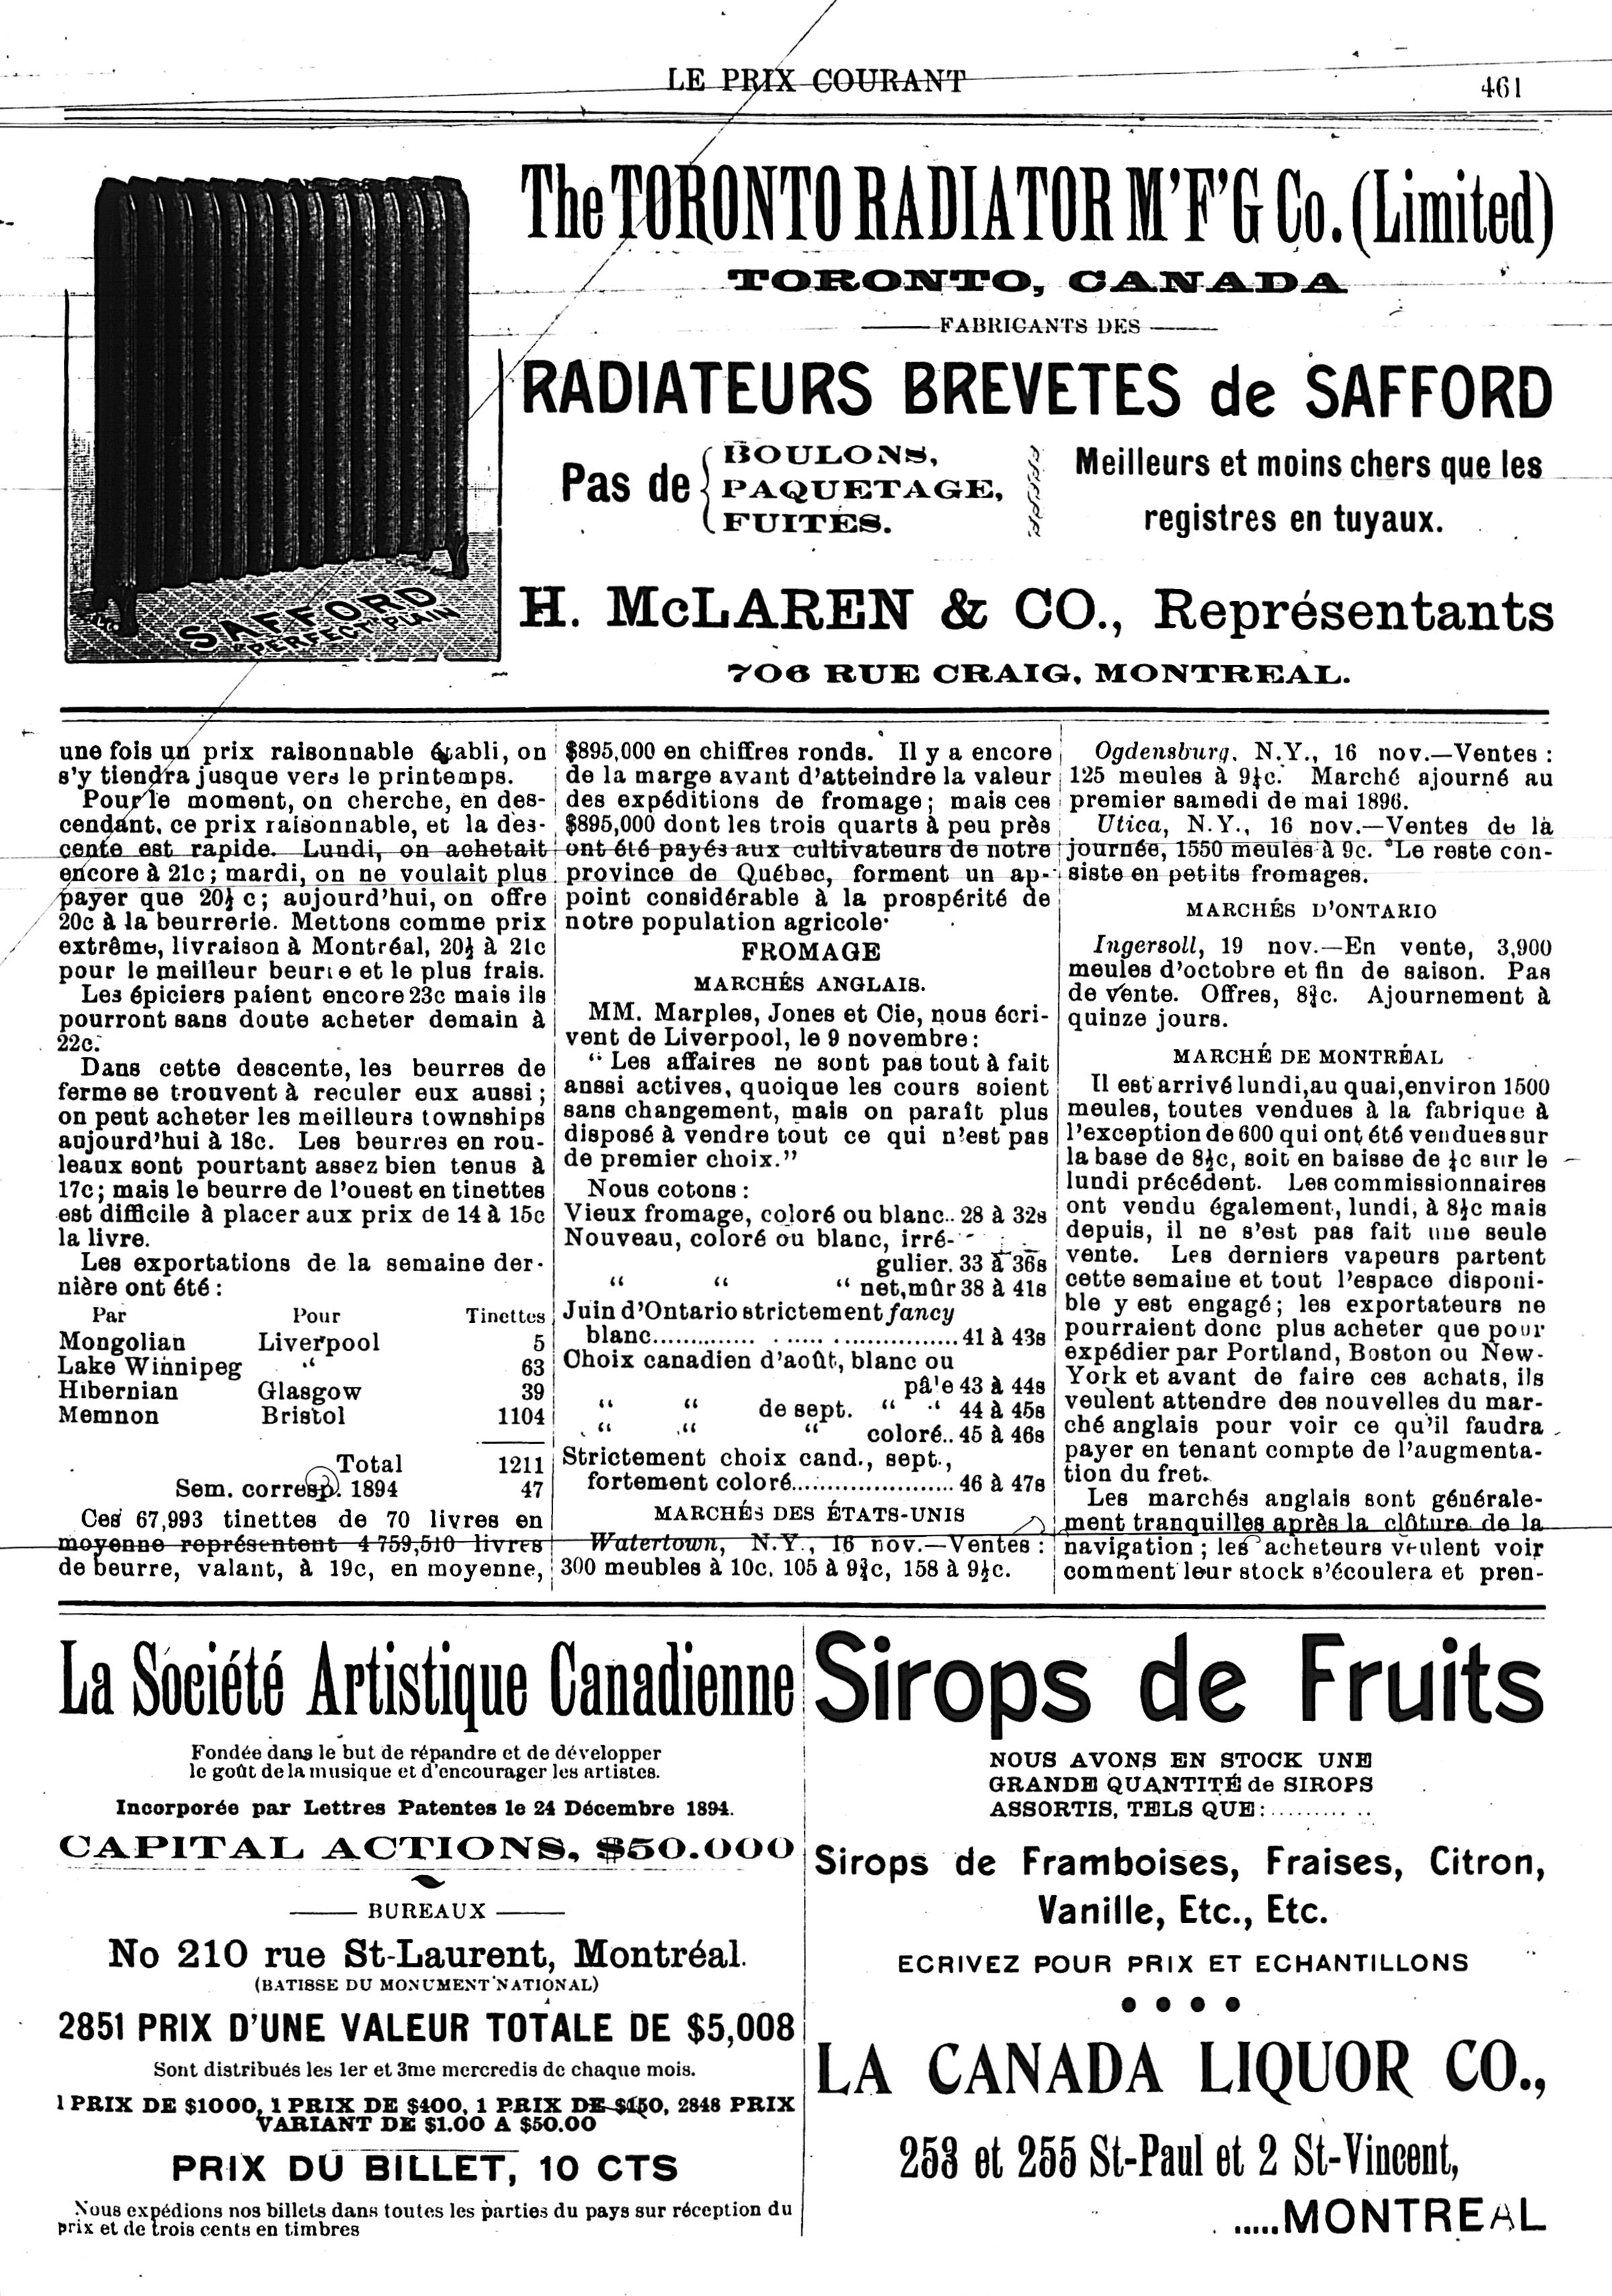 LE PRIX COURANT
461
The TORONTO RADIATOR M'F'G Co. (Limited)
TORONTO, CANADA
FABRICANTS DES
RADIATEURS BREVETES de SAFFORD
Pas de
BOULONS,
PAQUETAGE,
FUITES.
Meilleurs et moins chers que les
registres en tuyaux.
H. McLAREN & CO., Représentants
706 RUE CRAIG, MONTREAL.
SAFFORD
"PERFECT" PLAIN
une fois un prix raisonnable établi, on
s'y tiendra jusque vers le printemps.
Pour le moment, on cherche, en des-
cendant, ce prix raisonnable, et la des-
cente est rapide. Lundi, on achetait
encore à 21c; mardi, on ne voulait plus
payer que 20½c; aujourd'hui, on offre
20c à la beurrerie. Mettons comme prix
extrême, livraison à Montréal, 20½ à 21c
pour le meilleur beurre et le plus frais.
Les épiciers paient encore 23c mais ils
pourront sans doute acheter demain à
22c.
Dans cette descente, les beurres de
ferme se trouvent à reculer eux aussi;
on peut acheter les meilleurs townships
aujourd'hui à 18c. Les beurres en rou-
leaux sont pourtant assez bien tenus à
17c; mais le beurre de l'ouest en tinettes
est difficile à placer aux prix de 14 à 15c
la livre.
Les exportations de la semaine der-
nière ont été:
Par Pour Tinettes
Mongolian Liverpool 5
Lake Winnipeg " 63
Hibernian Glasgow 39
Memnon Bristol 1104
Total 1211
Sem. corresp. 1894 47
Ces 67,993 tinettes de 70 livres en
moyenne représentent 4 759,510 livres
de beurre, valant, à 19c, en moyenne,
$895,000 en chiffres ronds. Il y a encore
de la marge avant d'atteindre la valeur
des expéditions de fromage; mais ces
$895,000 dont les trois quarts à peu près
ont été payés aux cultivateurs de notre
province de Québec, forment un ap-
point considérable à la prospérité de
notre population agricole.
FROMAGE
MARCHÉS ANGLAIS.
MM. Marples, Jones et Cie, nous écri-
vent de Liverpool, le 9 novembre:
"Les affaires ne sont pas tout à fait
anssi actives, quoique les cours soient
sans changement, mais on paraît plus
disposé à vendre tout ce qui n'est pas
de premier choix."
Nous cotons:
Vieux fromage, coloré ou blanc.. 28 à 32s
Nouveau, coloré ou blanc, irré-
gulier. 33 à 36s
" " " net, mûr 38 à 41s
Juin d'Ontario strictement fancy
blanc.................................41 à 43s
Choix canadien d'août, blanc ou
pâ'e 43 à 44s
" " de sept. " " 44 à 45s
" " " coloré.. 45 à 46s
Strictement choix cand., sept.,
fortement coloré........................ 46 à 47s
MARCHÉS DES ÉTATS-UNIS
Watertown, N.Y., 16 nov.—Ventes:
300 meubles à 10c, 105 à 9¾c, 158 à 9½c.
Ogdensburg, N.Y., 16 nov.—Ventes:
125 meules à 9½c. Marché ajourné au
premier samedi de mai 1896.
Utica, N.Y., 16 nov.—Ventes de la
journée, 1550 meules à 9c. Le reste con-
siste en petits fromages.
MARCHÉS D'ONTARIO
Ingersoll, 19 nov.—En vente, 3,900
meules d'octobre et fin de saison. Pas
de vente. Offres, 8¾c. Ajournement à
quinze jours.
MARCHÉ DE MONTRÉAL
Il est arrivé lundi, au quai, environ 1500
meules, toutes vendues à la fabrique à
l'exception de 600 qui ont été vendues sur
la base de 8½c, soit en baisse de ¼c sur le
lundi précédent. Les commissionnaires
ont vendu également, lundi, à 8½c mais
depuis, il ne s'est pas fait une seule
vente. Les derniers vapeurs partent
cette semaine et tout l'espace disponi-
ble y est engagé; les exportateurs ne
pourraient donc plus acheter que pour
expédier par Portland, Boston ou New-
York et avant de faire ces achats, ils
veulent attendre des nouvelles du mar-
ché anglais pour voir ce qu'il faudra
payer en tenant compte de l'augmenta-
tion du fret.
Les marchés anglais sont générale-
ment tranquilles après la clôture de la
navigation; les acheteurs veulent voir
comment leur stock s'écoulera et pren-
La Société Artistique Canadienne
Fondée dans le but de répandre et de développer
le goût de la musique et d'encourager les artistes.
Incorporée par Lettres Patentes le 24 Décembre 1894.
CAPITAL ACTIONS, $50.000
BUREAUX
No 210 rue St-Laurent, Montréal.
(BATISSE DU MONUMENT NATIONAL)
2851 PRIX D'UNE VALEUR TOTALE DE $5,008
Sont distribués les 1er et 3me mercredis de chaque mois.
1 PRIX DE $1000, 1 PRIX DE $400, 1 PRIX DE $150, 2848 PRIX
VARIANT DE $1.00 A $50.00
PRIX DU BILLET, 10 CTS
Nous expédions nos billets dans toutes les parties du pays sur réception du
prix et de trois cents en timbres
Sirops de Fruits
NOUS AVONS EN STOCK UNE
GRANDE QUANTITÉ de SIROPS
ASSORTIS, TELS QUE:...........
Sirops de Framboises, Fraises, Citron,
Vanille, Etc., Etc.
ECRIVEZ POUR PRIX ET ECHANTILLONS
LA CANADA LIQUOR CO.,
253 et 255 St-Paul et 2 St-Vincent,
.....MONTREAL